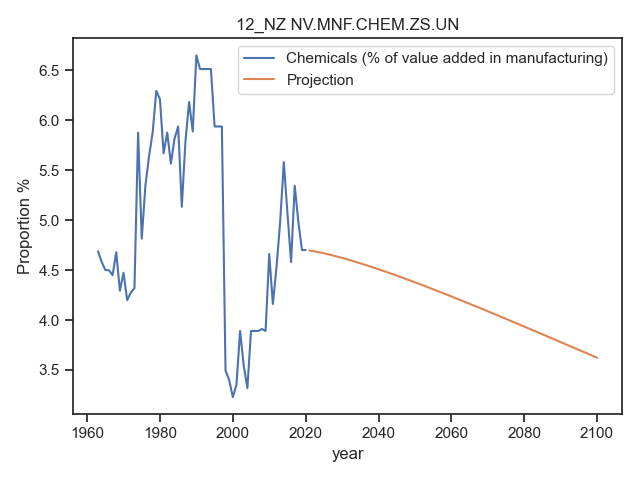 12_NZ NV.MNF.CHEM.ZS.UN
Chemicals (% of value added in manufacturing)
Projection
Proportion %
6.5
6.0
5.5
5.0
4.5
4.0
3.5
1960 1980 2000 2020 2040 2060 2080 2100
year